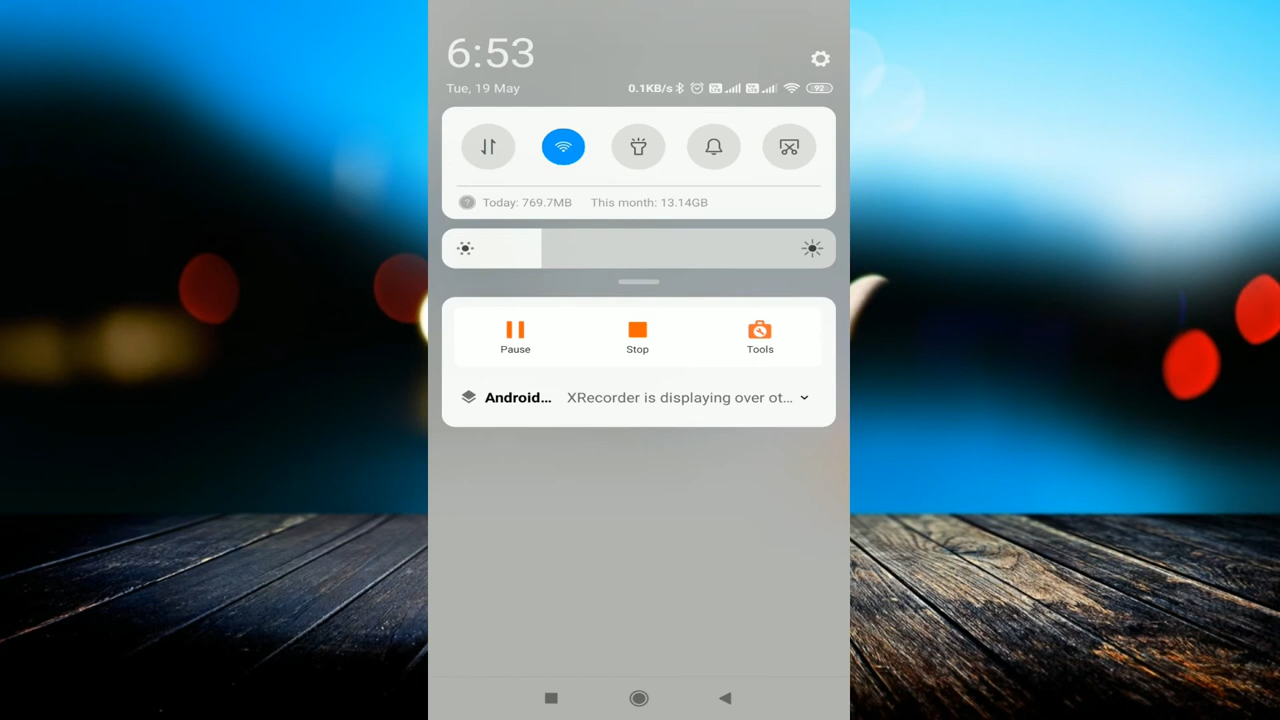 6:53
Tue, 19 May
0.1KB/s
92
Today: 769.7MB This month: 13.14GB
Pause Stop Tools
Android... XRecorder is displaying over ot...